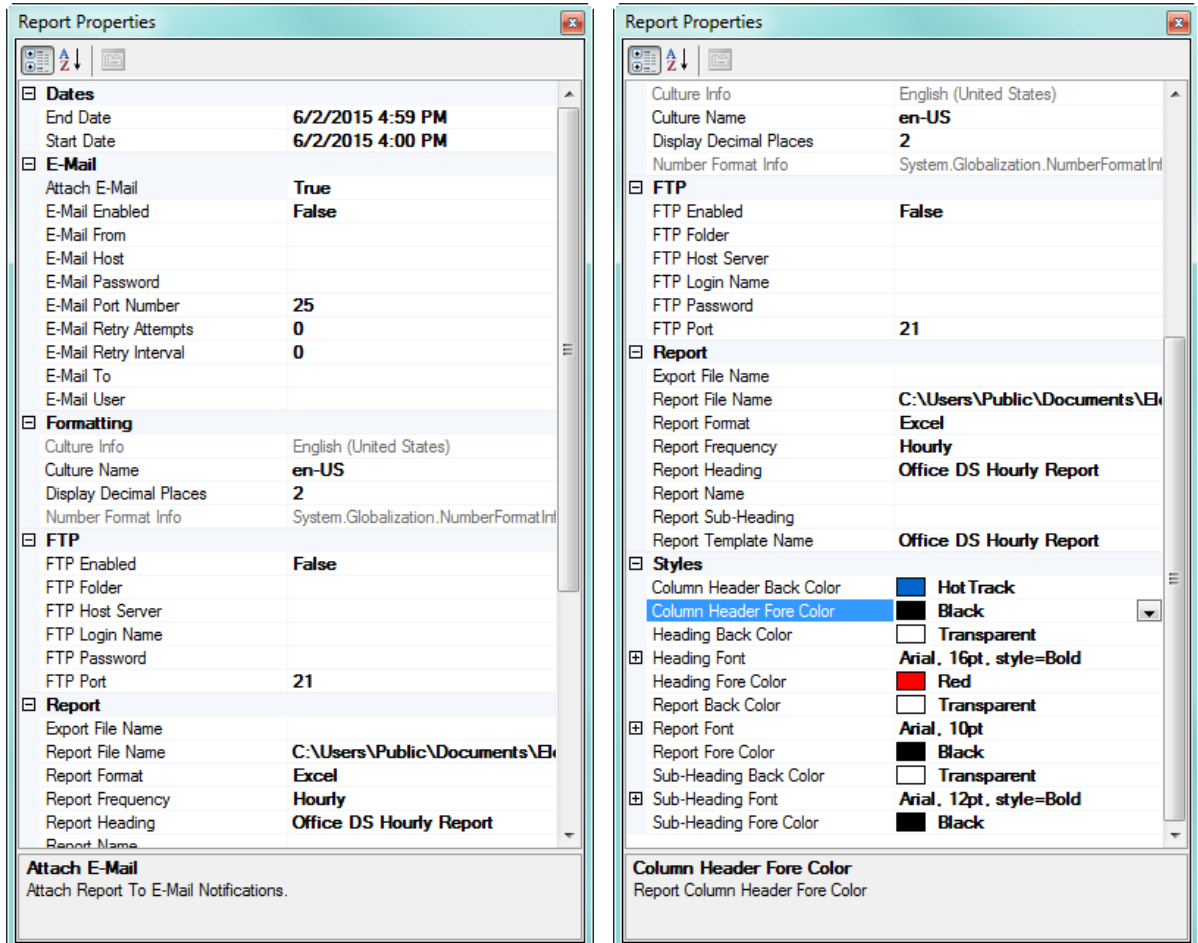 Report Properties
Dates
End Date 6/2/2015 4:59 PM
Start Date 6/2/2015 4:00 PM
E-Mail
Attach E-Mail True
E-Mail Enabled False
E-Mail From
E-Mail Host
E-Mail Password
E-Mail Port Number 25
E-Mail Retry Attempts 0
E-Mail Retry Interval 0
E-Mail To
E-Mail User
Formatting
Culture Info English (United States)
Culture Name en-US
Display Decimal Places 2
Number Format Info System.Globalization.NumberFormatInf
FTP
FTP Enabled False
FTP Folder
FTP Host Server
FTP Login Name
FTP Password
FTP Port 21
Report
Export File Name
Report File Name C:\Users\Public\Documents\Ele
Report Format Excel
Report Frequency Hourly
Report Heading Office DS Hourly Report
Report Name
Attach E-Mail
Attach Report To E-Mail Notifications.
Report Properties
Culture Info English (United States)
Culture Name en-US
Display Decimal Places 2
Number Format Info System.Globalization.NumberFormatInf
FTP
FTP Enabled False
FTP Folder
FTP Host Server
FTP Login Name
FTP Password
FTP Port 21
Report
Export File Name
Report File Name C:\Users\Public\Documents\Ele
Report Format Excel
Report Frequency Hourly
Report Heading Office DS Hourly Report
Report Name
Report Sub-Heading
Report Template Name Office DS Hourly Report
Styles
Column Header Back Color HotTrack
Column Header Fore Color Black
Heading Back Color Transparent
Heading Font Arial, 16pt, style=Bold
Heading Fore Color Red
Report Back Color Transparent
Report Font Arial, 10pt
Report Fore Color Black
Sub-Heading Back Color Transparent
Sub-Heading Font Arial, 12pt, style=Bold
Sub-Heading Fore Color Black
Column Header Fore Color
Report Column Header Fore Color